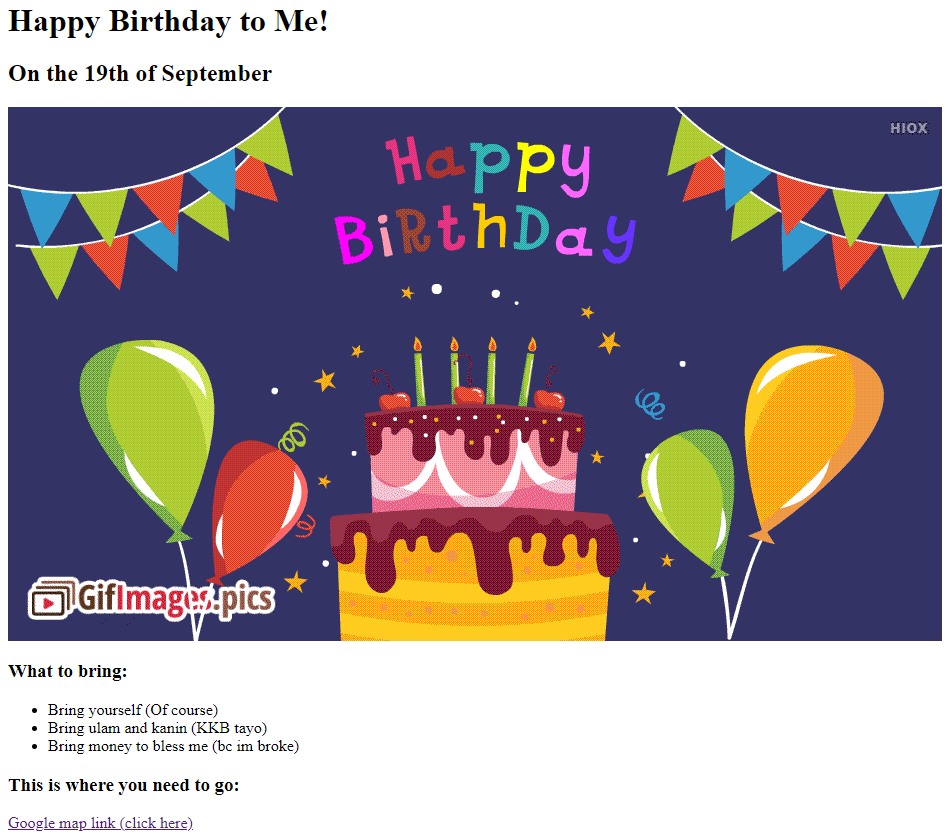 Happy Birthday to Me!
On the 19th of September
HIOX
Happy
BiRthDay
GifImages.pics
What to bring:
Bring yourself (Of course)
Bring ulam and kanin (KKB tayo)
Bring money to bless me (bc im broke)
This is where you need to go:
Google map link (click here)